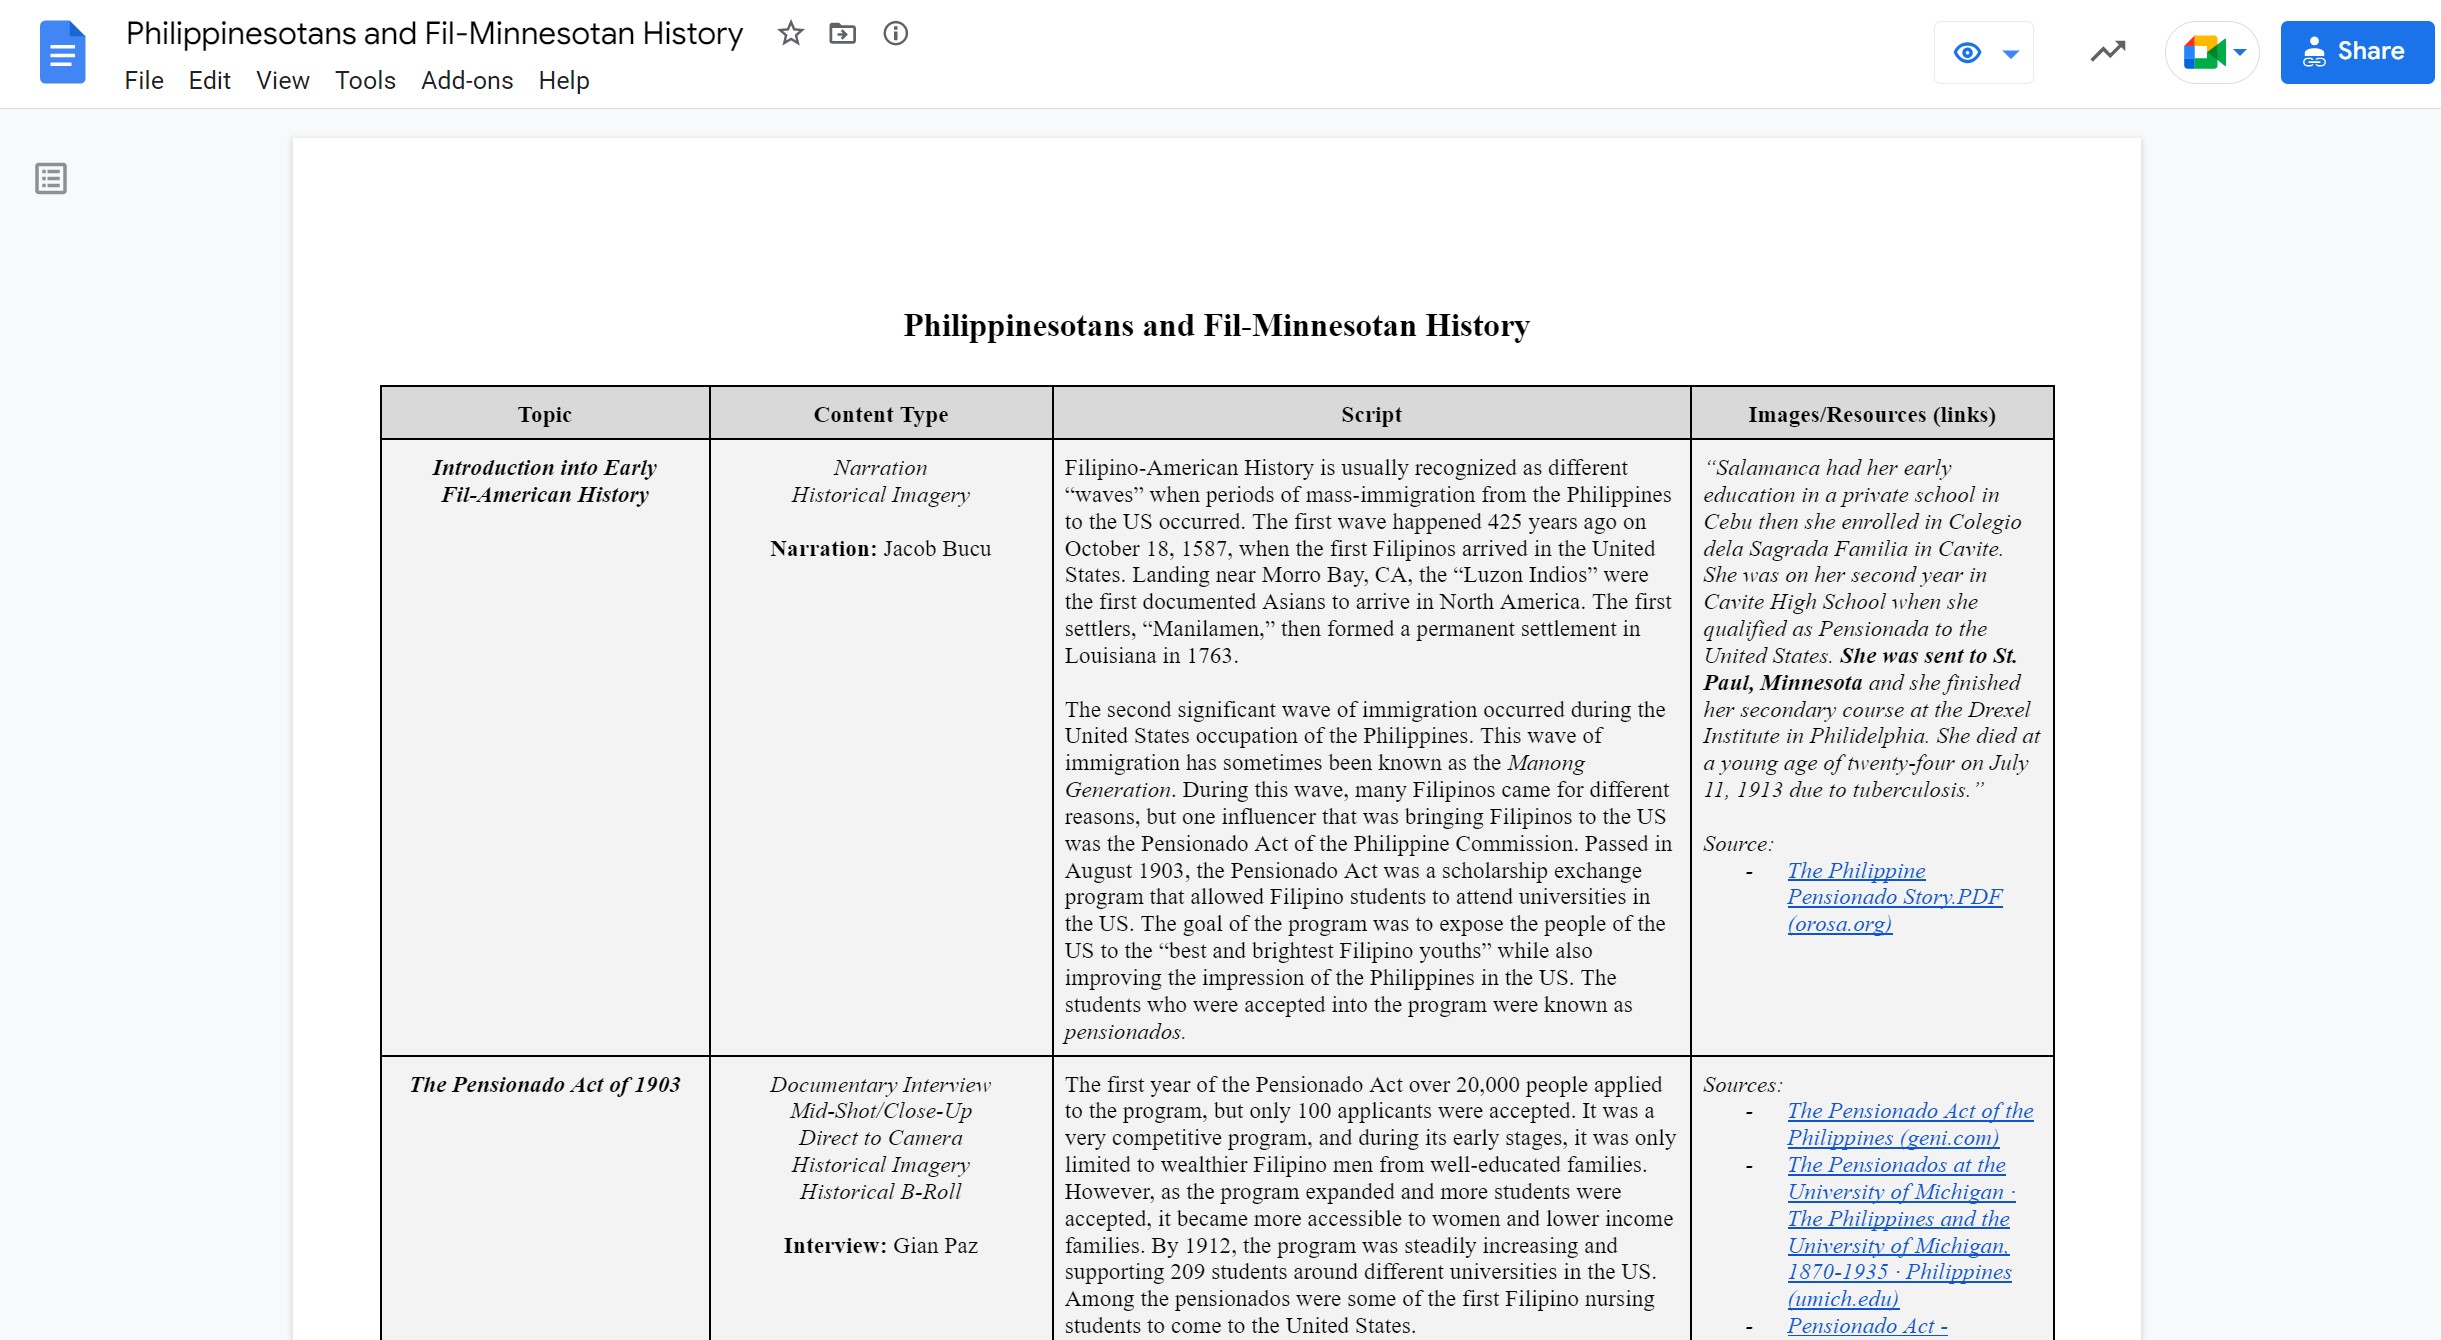 Philippinesotans and Fil-Minnesotan History
File Edit View Tools Add-ons Help
Share
Philippinesotans and Fil-Minnesotan History
Topic
Content Type
Script
Images/Resources (links)
Introduction into Early
Fil-American History
Narration
Historical Imagery
Narration: Jacob Bucu
Filipino-American History is usually recognized as different
“waves” when periods of mass-immigration from the Philippines
to the US occurred. The first wave happened 425 years ago on
October 18, 1587, when the first Filipinos arrived in the United
States. Landing near Morro Bay, CA, the “Luzon Indios” were
the first documented Asians to arrive in North America. The first
settlers, “Manilamen,” then formed a permanent settlement in
Louisiana in 1763.
The second significant wave of immigration occurred during the
United States occupation of the Philippines. This wave of
immigration has sometimes been known as the Manong
Generation. During this wave, many Filipinos came for different
reasons, but one influencer that was bringing Filipinos to the US
was the Pensionado Act of the Philippine Commission. Passed in
August 1903, the Pensionado Act was a scholarship exchange
program that allowed Filipino students to attend universities in
the US. The goal of the program was to expose the people of the
US to the “best and brightest Filipino youths” while also
improving the impression of the Philippines in the US. The
students who were accepted into the program were known as
pensionados.
“Salamanca had her early
education in a private school in
Cebu then she enrolled in Colegio
dela Sagrada Familia in Cavite.
She was on her second year in
Cavite High School when she
qualified as Pensionada to the
United States. She was sent to St.
Paul, Minnesota and she finished
her secondary course at the Drexel
Institute in Philidelphia. She died at
a young age of twenty-four on July
11, 1913 due to tuberculosis.”
Source:
- The Philippine
Pensionado Story.PDF
(orosa.org)
The Pensionado Act of 1903
Documentary Interview
Mid-Shot/Close-Up
Direct to Camera
Historical Imagery
Historical B-Roll
Interview: Gian Paz
The first year of the Pensionado Act over 20,000 people applied
to the program, but only 100 applicants were accepted. It was a
very competitive program, and during its early stages, it was only
limited to wealthier Filipino men from well-educated families.
However, as the program expanded and more students were
accepted, it became more accessible to women and lower income
families. By 1912, the program was steadily increasing and
supporting 209 students around different universities in the US.
Among the pensionados were some of the first Filipino nursing
students to come to the United States.
Sources:
- The Pensionado Act of the
Philippines (geni.com)
- The Pensionados at the
University of Michigan ·
The Philippines and the
University of Michigan,
1870-1935 · Philippines
(umich.edu)
- Pensionado Act -